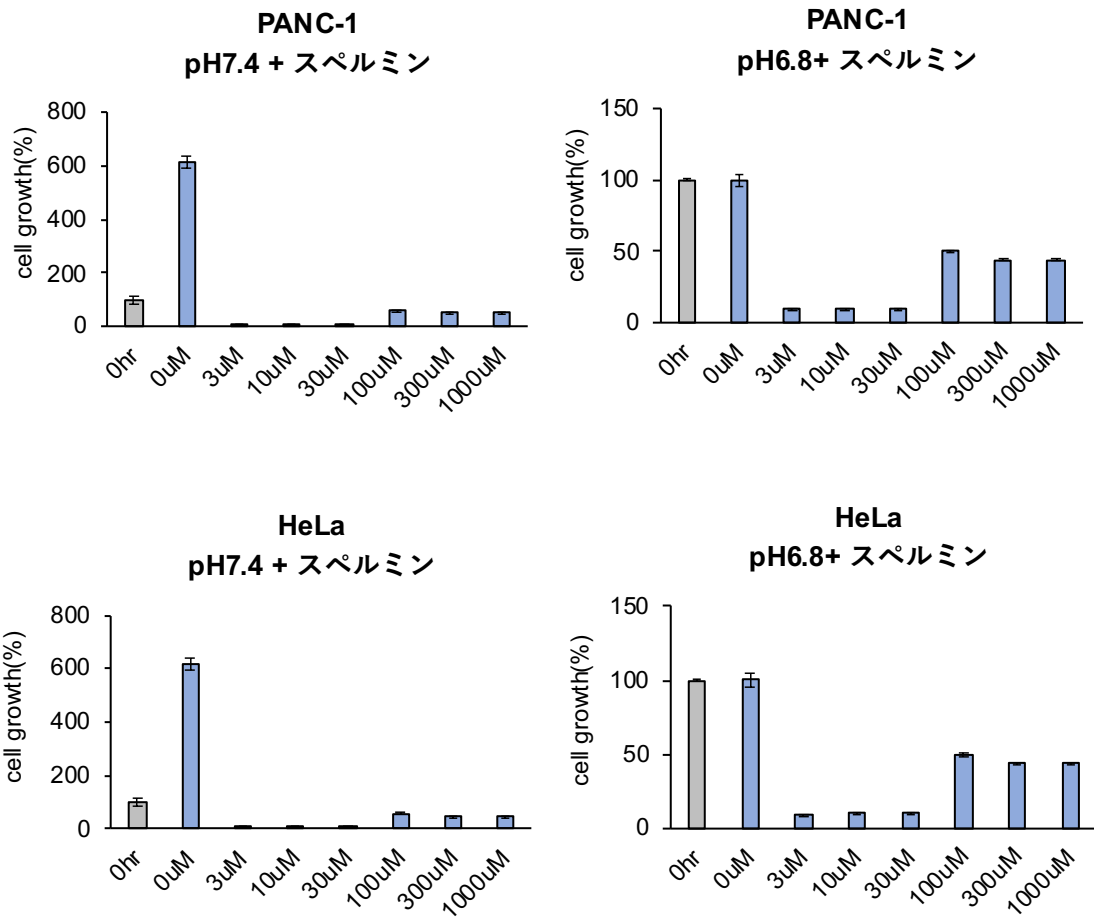 PANC-1
pH7.4 + スペルミン
cell growth(%)
800
600
400
200
0
0hr
0uM
3uM
10uM
30uM
100uM
300uM
1000uM
PANC-1
pH6.8+ スペルミン
cell growth(%)
150
100
50
0
0hr
0uM
3uM
10uM
30uM
100uM
300uM
1000uM
HeLa
pH7.4 + スペルミン
cell growth(%)
800
600
400
200
0
0hr
0uM
3uM
10uM
30uM
100uM
300uM
1000uM
HeLa
pH6.8+ スペルミン
cell growth(%)
150
100
50
0
0hr
0uM
3uM
10uM
30uM
100uM
300uM
1000uM